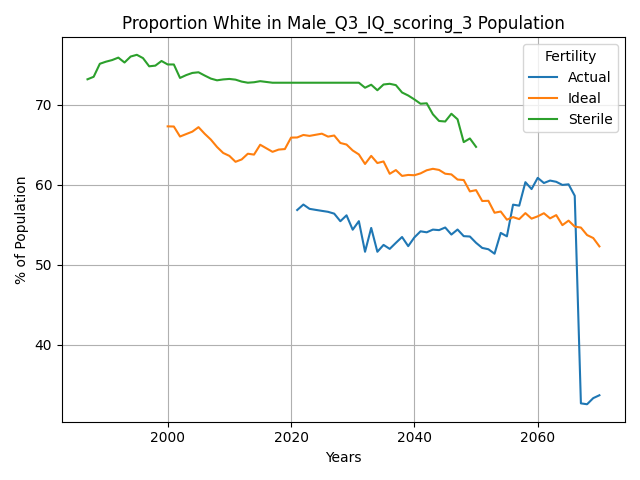 Proportion White in Male_Q3_IQ_scoring_3 Population
Fertility
Actual
Ideal
Sterile
% of Population
70
60
50
40
2000
2020
2040
2060
Years